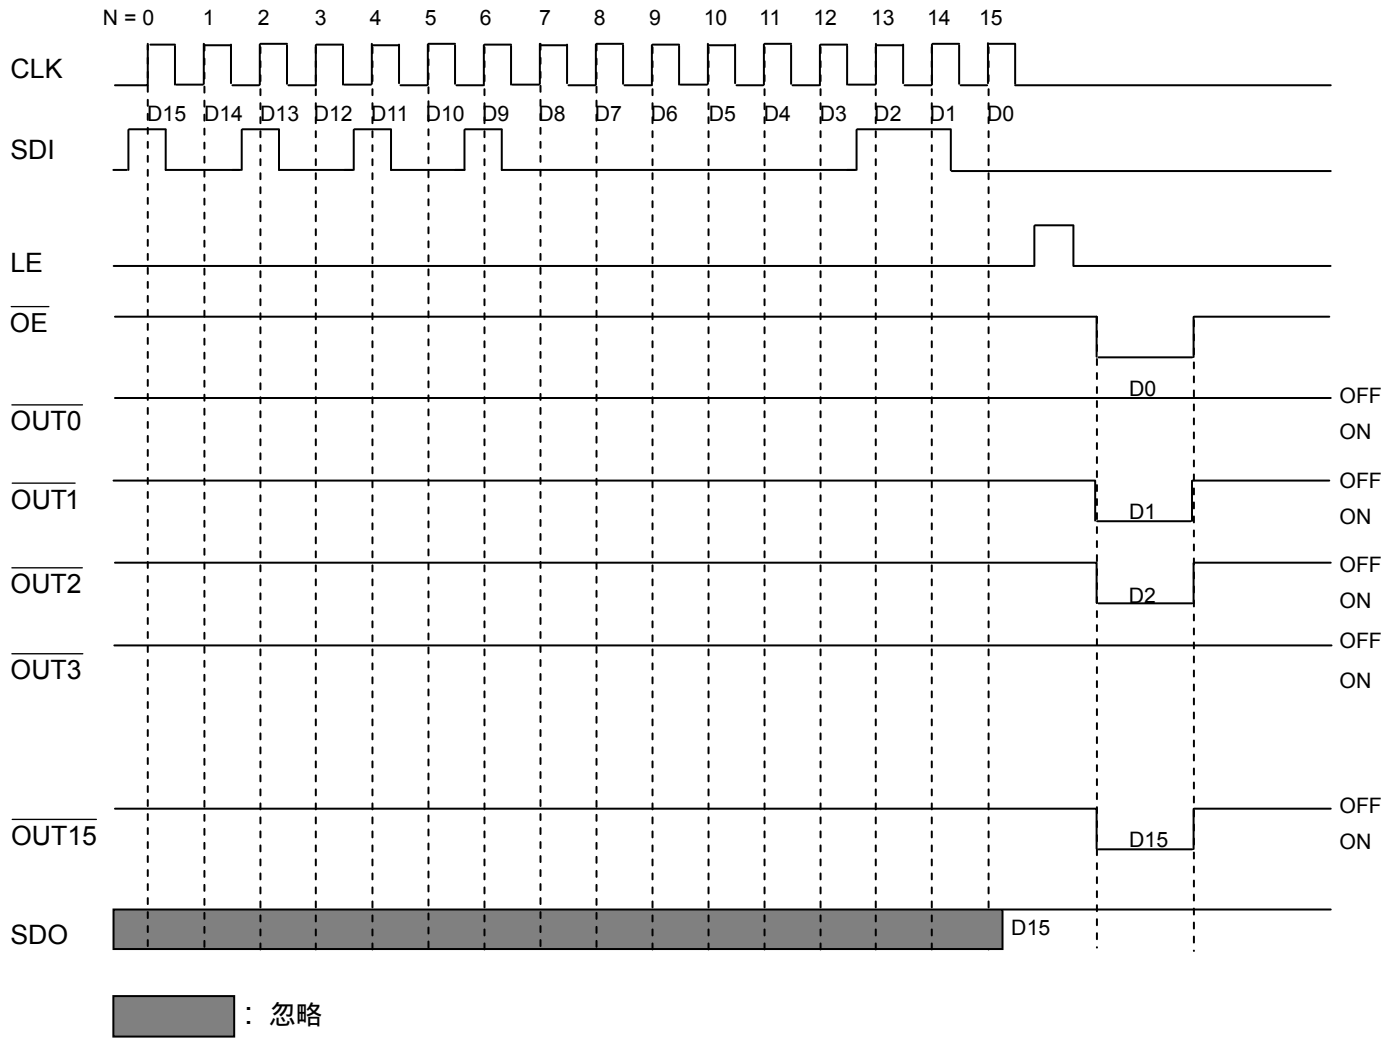 N = 0 1 2 3 4 5 6 7 8 9 10 11 12 13 14 15
CLK
D15 D14 D13 D12 D11 D10 D9 D8 D7 D6 D5 D4 D3 D2 D1 D0
SDI
LE
OE
D0
OFF
OUT0
ON
OFF
OUT1
D1
ON
OFF
OUT2
D2
ON
OFF
OUT3
ON
OFF
OUT15
D15
ON
SDO
D15
： 忽略